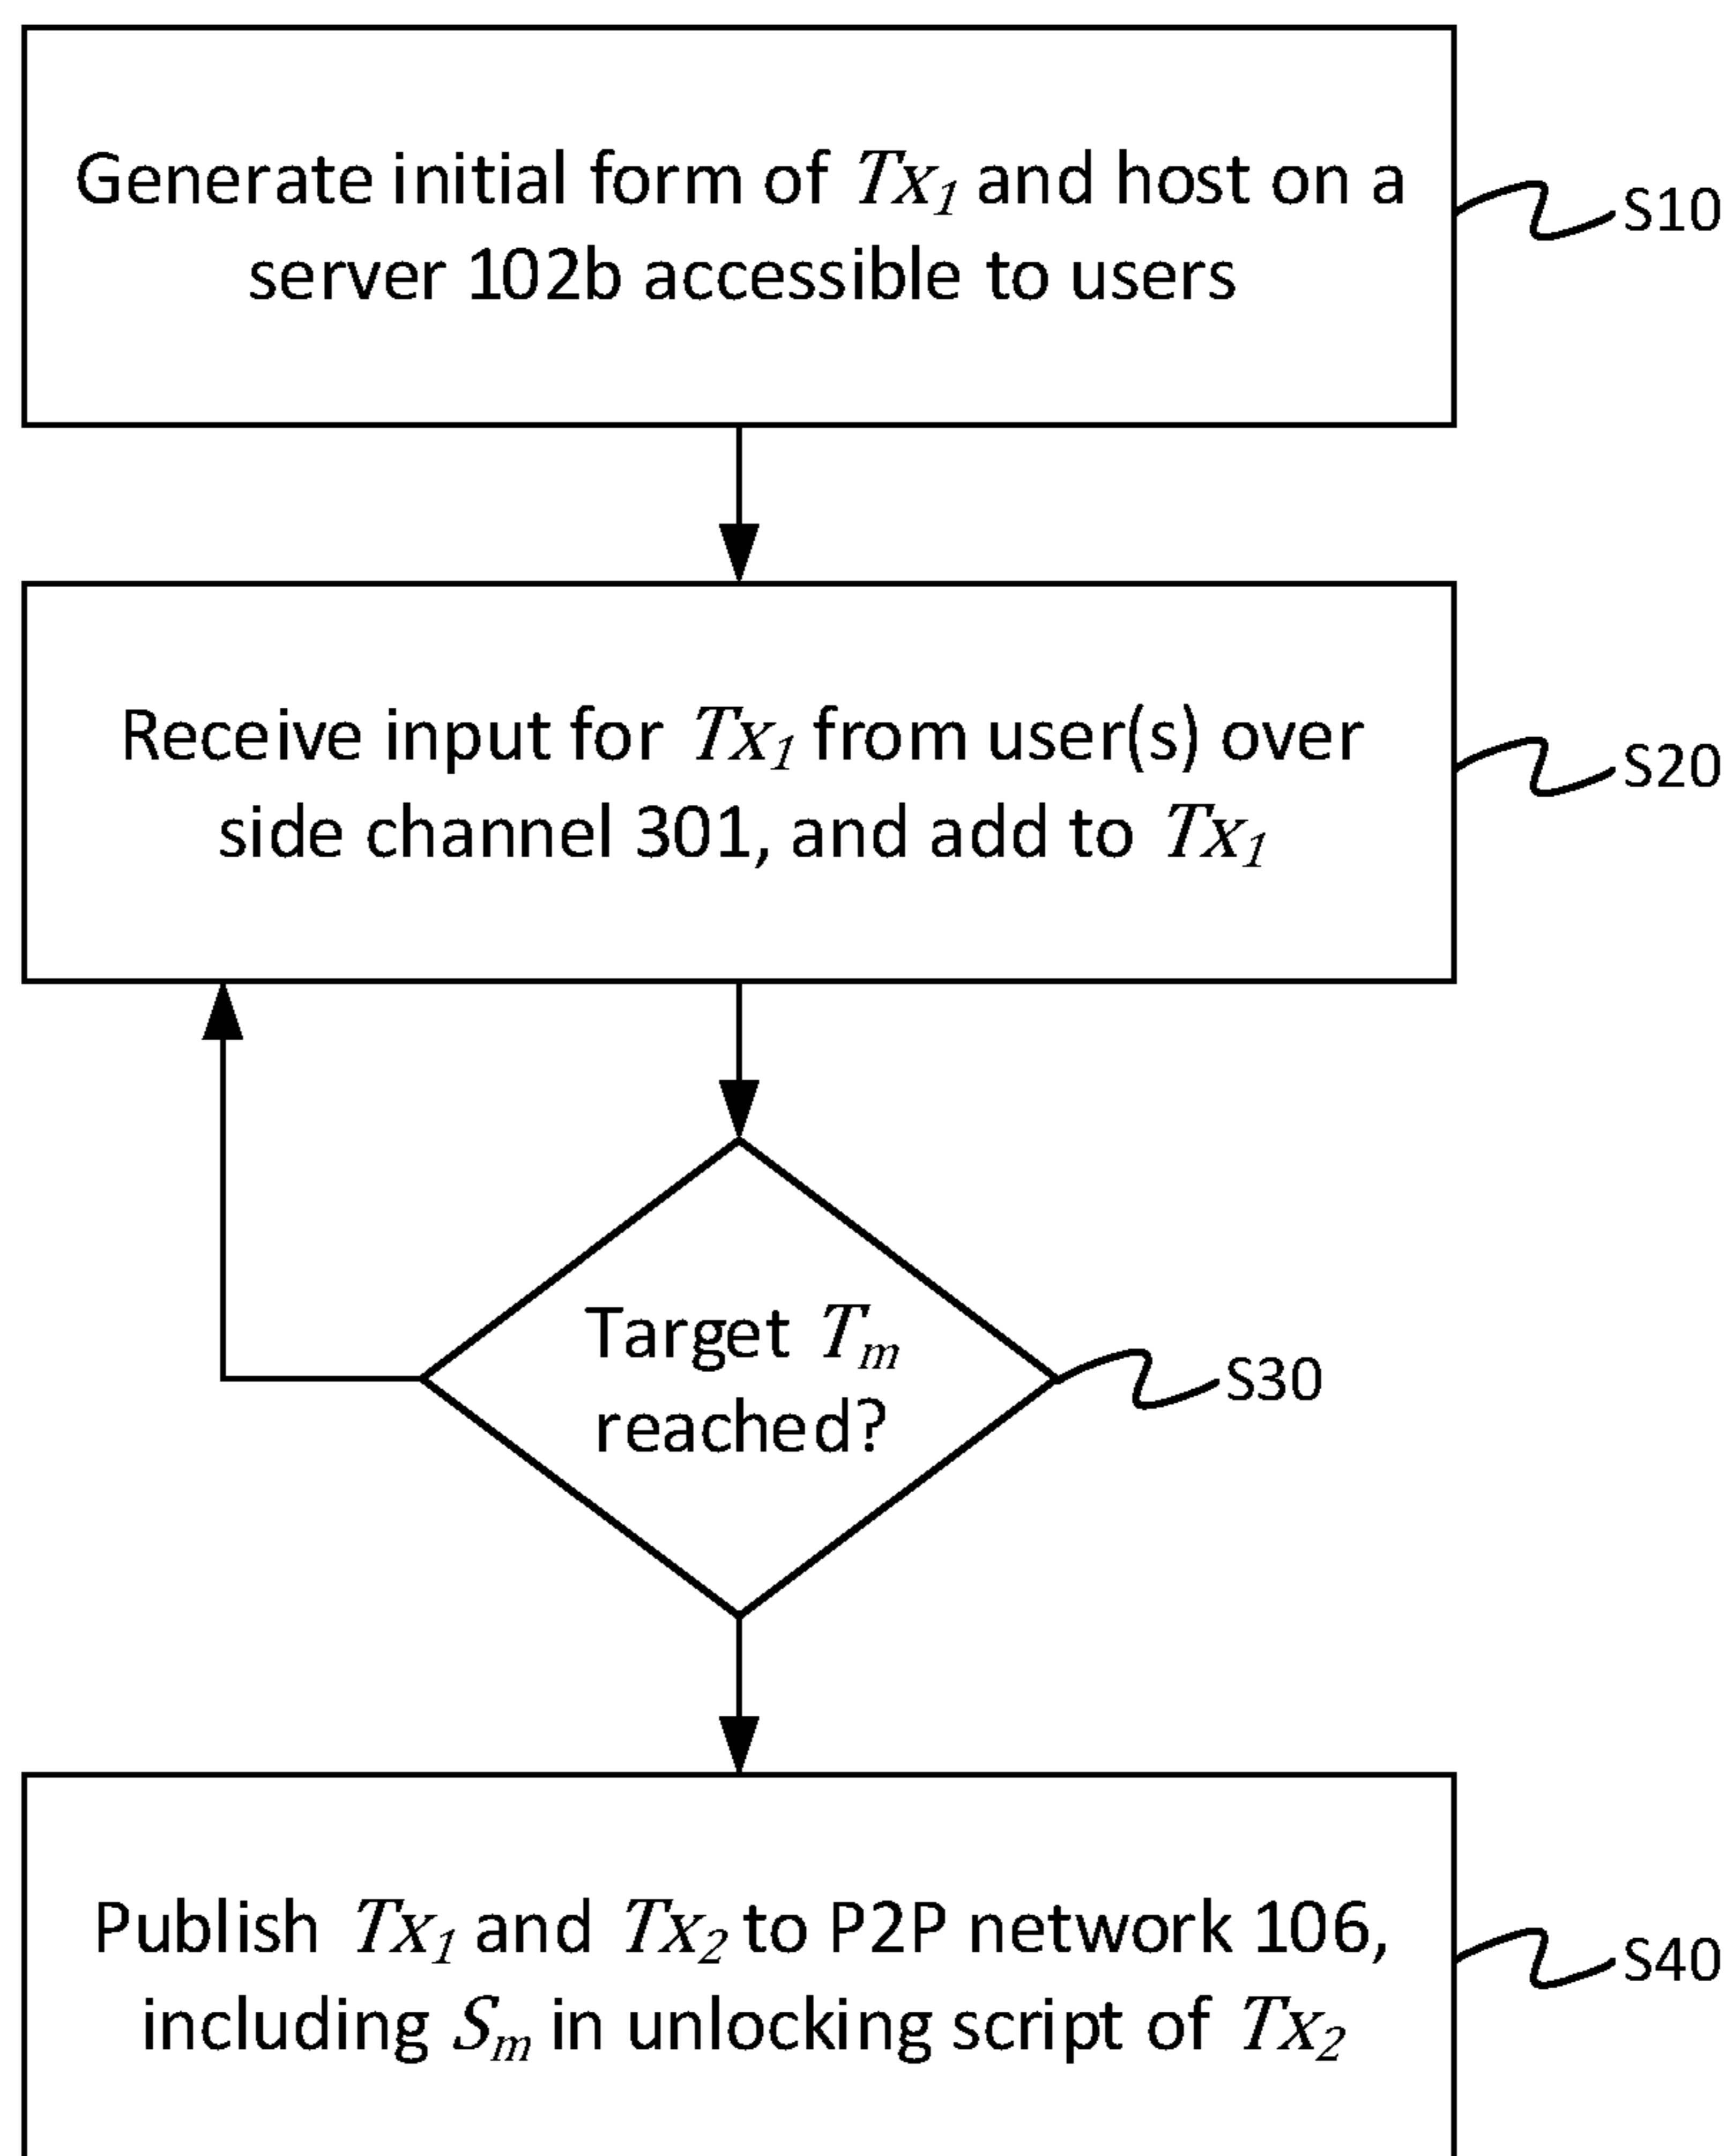 Generate initial form of Tx₁ and host on a
server 102b accessible to users
S10
Receive input for Tx₁ from user(s) over
side channel 301, and add to Tx₁
S20
Target Tₘ
reached?
S30
Publish Tx₁ and Tx₂ to P2P network 106,
including Sₘ in unlocking script of Tx₂
S40